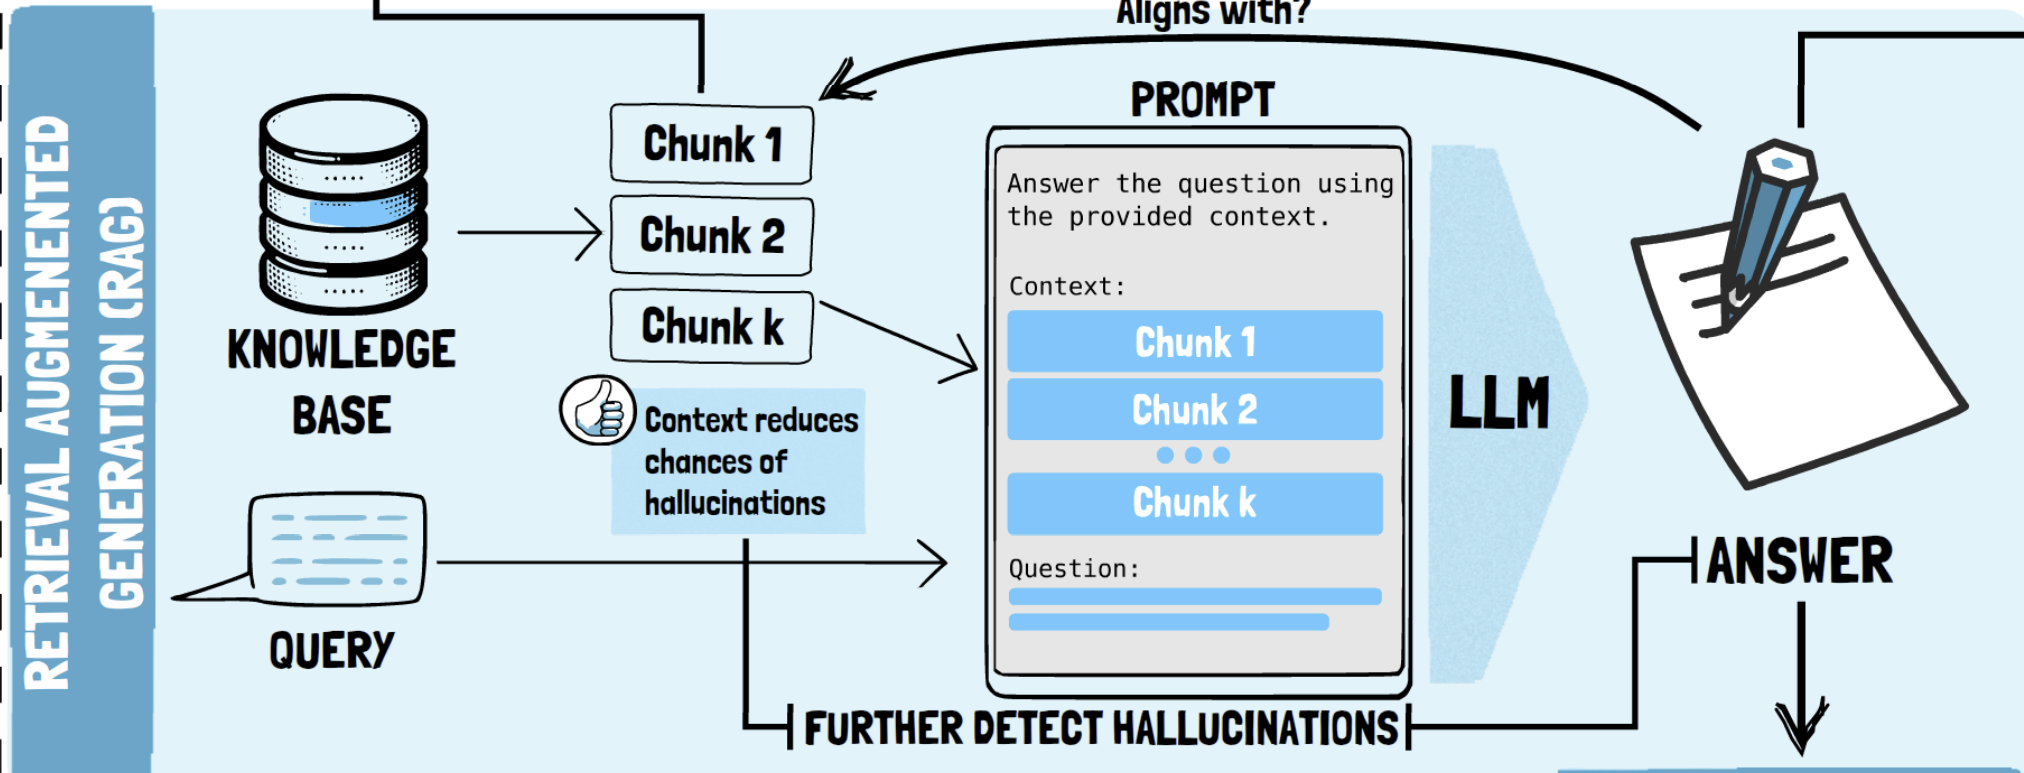 RETRIEVAL AUGMENENTED
GENERATION (RAG)
Aligns with?
KNOWLEDGE
BASE
QUERY
Chunk 1
Chunk 2
Chunk k
Context reduces
chances of
hallucinations
PROMPT
Answer the question using
the provided context.
Context:
Chunk 1
Chunk 2
Chunk k
Question:
LLM
ANSWER
FURTHER DETECT HALLUCINATIONS